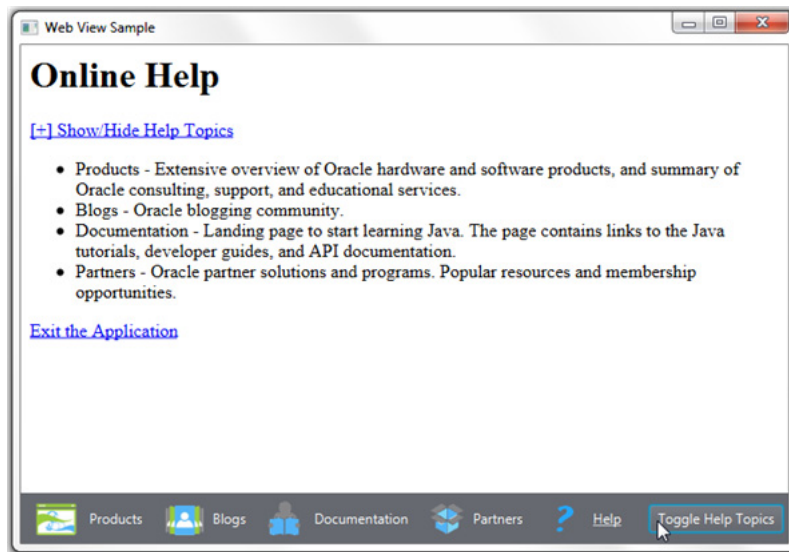 Web View Sample
Online Help
[+] Show/Hide Help Topics
• Products - Extensive overview of Oracle hardware and software products, and summary of
Oracle consulting, support, and educational services.
• Blogs - Oracle blogging community.
• Documentation - Landing page to start learning Java. The page contains links to the Java
tutorials, developer guides, and API documentation.
• Partners - Oracle partner solutions and programs. Popular resources and membership
opportunities.
Exit the Application
Products Blogs Documentation Partners ? Help Toggle Help Topics